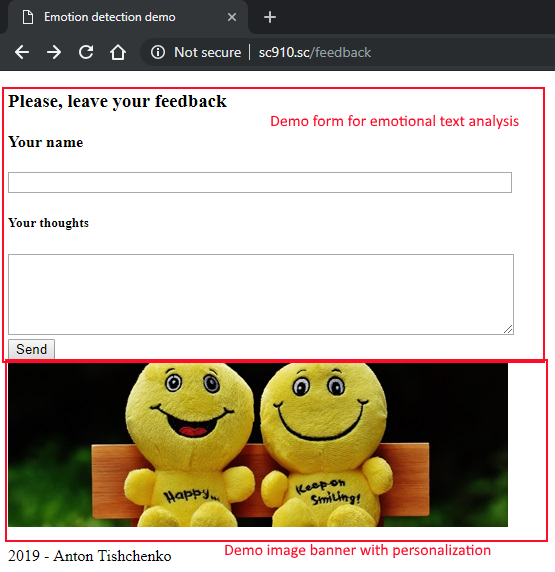 Emotion detection demo
Not secure | sc910.sc/feedback
Please, leave your feedback
Demo form for emotional text analysis
Your name
Your thoughts
Send
Happy...
Keep on
Smiling!
Demo image banner with personalization
2019 - Anton Tishchenko